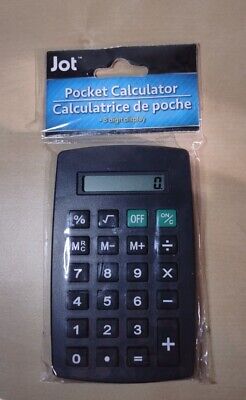 Jot™
Pocket Calculator
Calculatrice de poche
• 8 digit display
0.
% √ OFF ON/C
MRC M- M+ ÷
7 8 9 X
4 5 6 −
1 2 3 +
0 • =